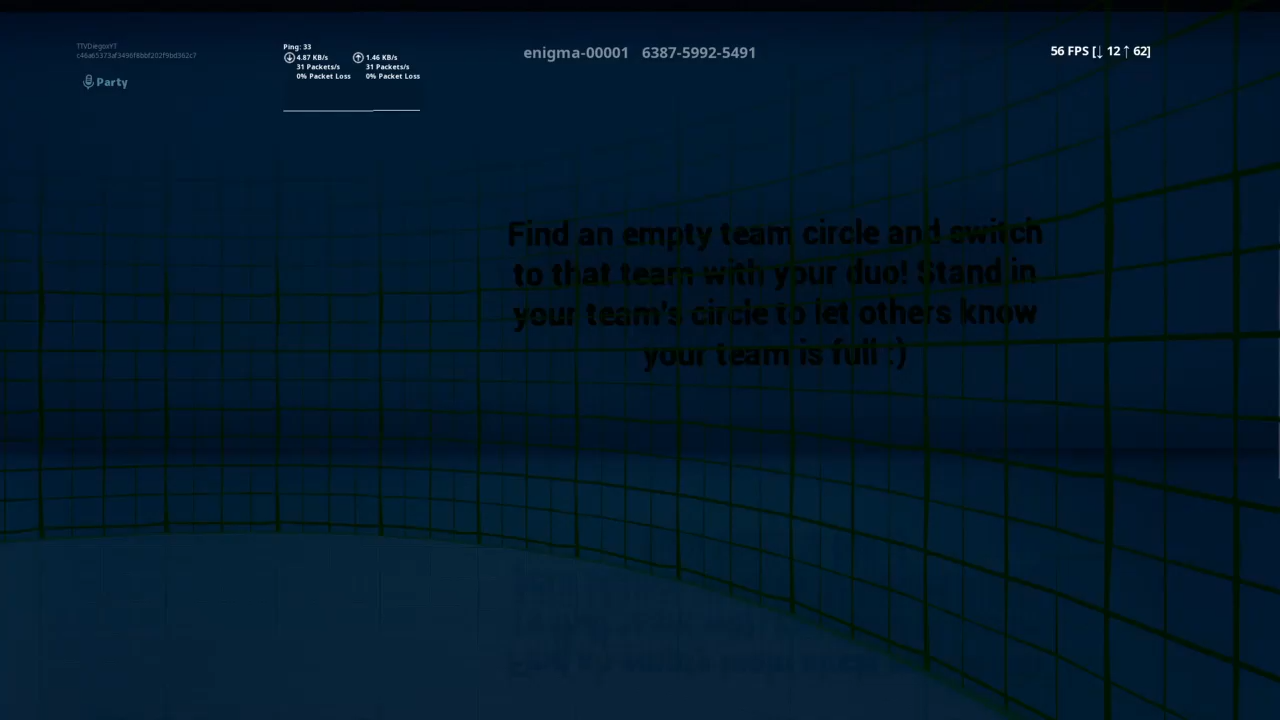 TTVDiegoxYT
Party
Ping: 33
4.87 KB/s
1.46 KB/s
31 Packets/s
31 Packets/s
0% Packet Loss
0% Packet Loss
enigma-00001 6387-5992-5491
56 FPS [↓ 12 ↑ 62]
Find an empty team circle and switch
to that team with your duo! Stand in
your team's circle to let others know
your team is full :)